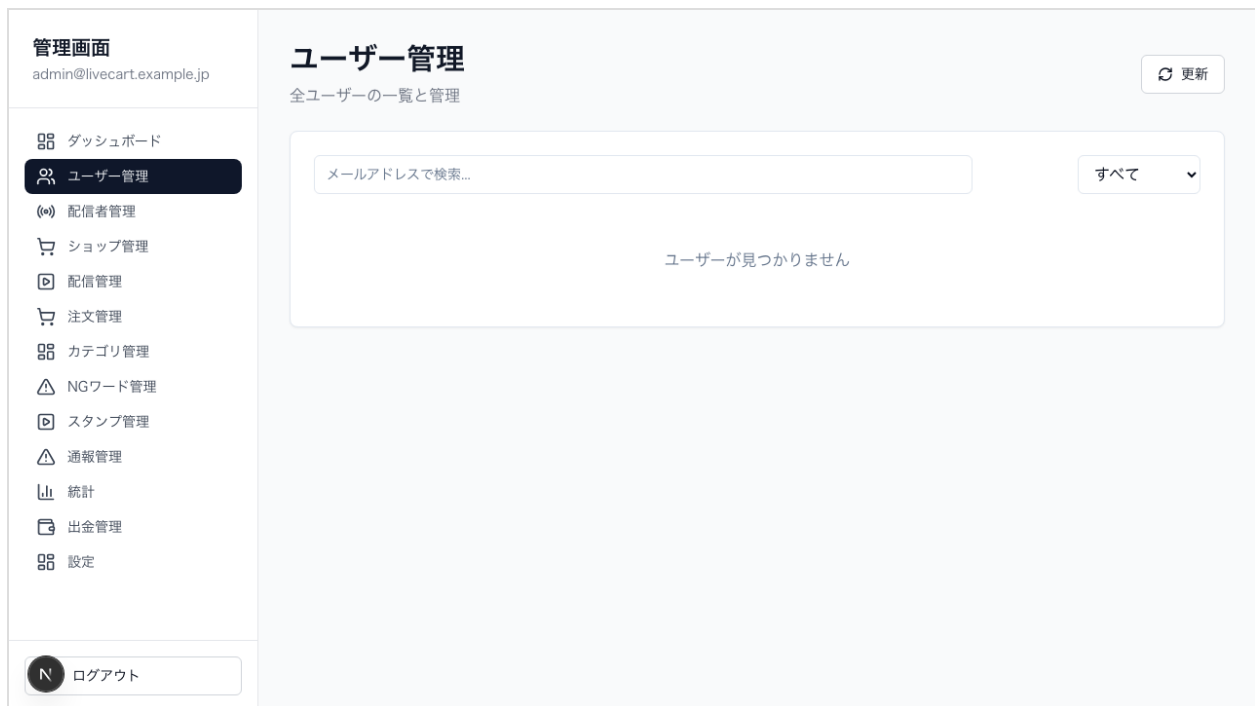 管理画面
admin@livecart.example.jp
ダッシュボード
ユーザー管理
配信者管理
ショップ管理
配信管理
注文管理
カテゴリ管理
NGワード管理
スタンプ管理
通報管理
統計
出金管理
設定
N
ログアウト
ユーザー管理
全ユーザーの一覧と管理
更新
メールアドレスで検索...
すべて
ユーザーが見つかりません